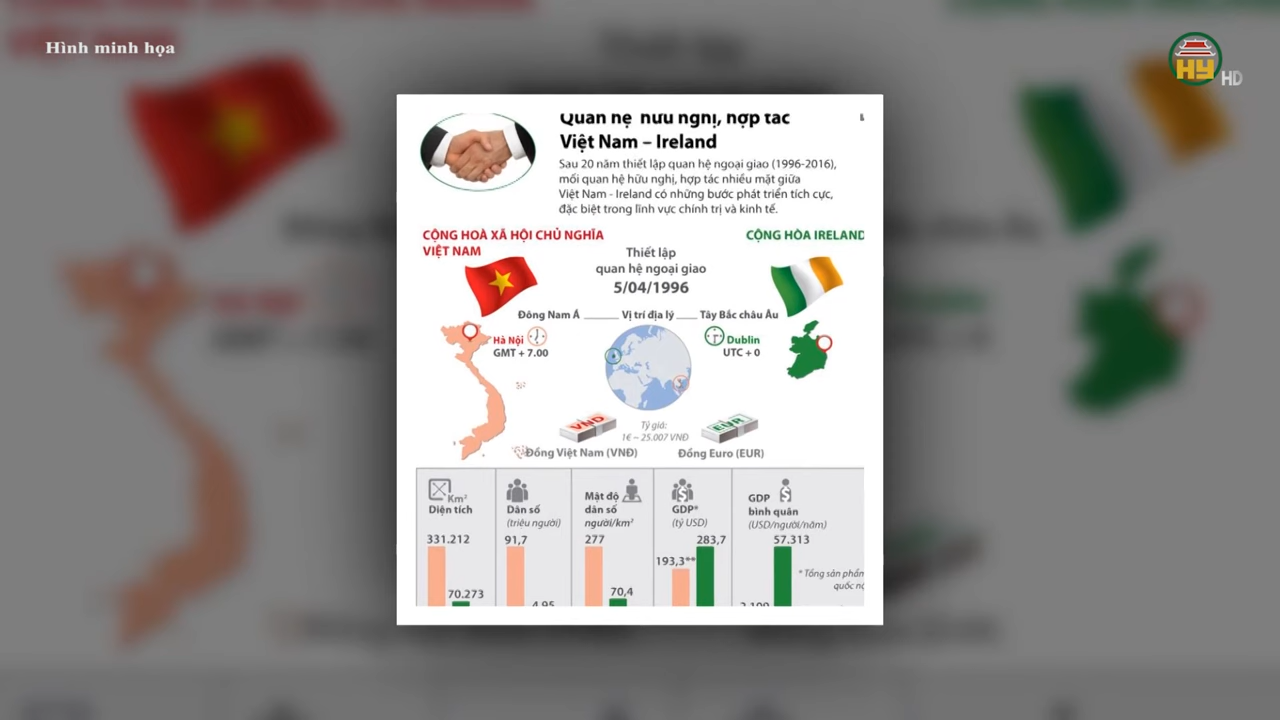 Hình minh họa
HY
HD
Quan hệ hữu nghị, hợp tác
Việt Nam – Ireland
Sau 20 năm thiết lập quan hệ ngoại giao (1996-2016),
mối quan hệ hữu nghị, hợp tác nhiều mặt giữa
Việt Nam - Ireland có những bước phát triển tích cực,
đặc biệt trong lĩnh vực chính trị và kinh tế.
CỘNG HOÀ XÃ HỘI CHỦ NGHĨA
VIỆT NAM
CỘNG HÒA IRELAND
Thiết lập
quan hệ ngoại giao
5/04/1996
Đông Nam Á
Vị trí địa lý
Tây Bắc châu Âu
Hà Nội
GMT + 7.00
Dublin
UTC + 0
VND
EUR
Tỷ giá:
1€ – 25.007 VNĐ
Đồng Việt Nam (VNĐ)
Đồng Euro (EUR)
Km²
Diện tích
Dân số
(triệu người)
Mật độ
dân số
người/km²
GDP*
(tỷ USD)
GDP
bình quân
(USD/người/năm)
331.212
70.273
91,7
4,95
277
70,4
193,3**
283,7
57.313
2.109
* Tổng sản phẩm
quốc nộ